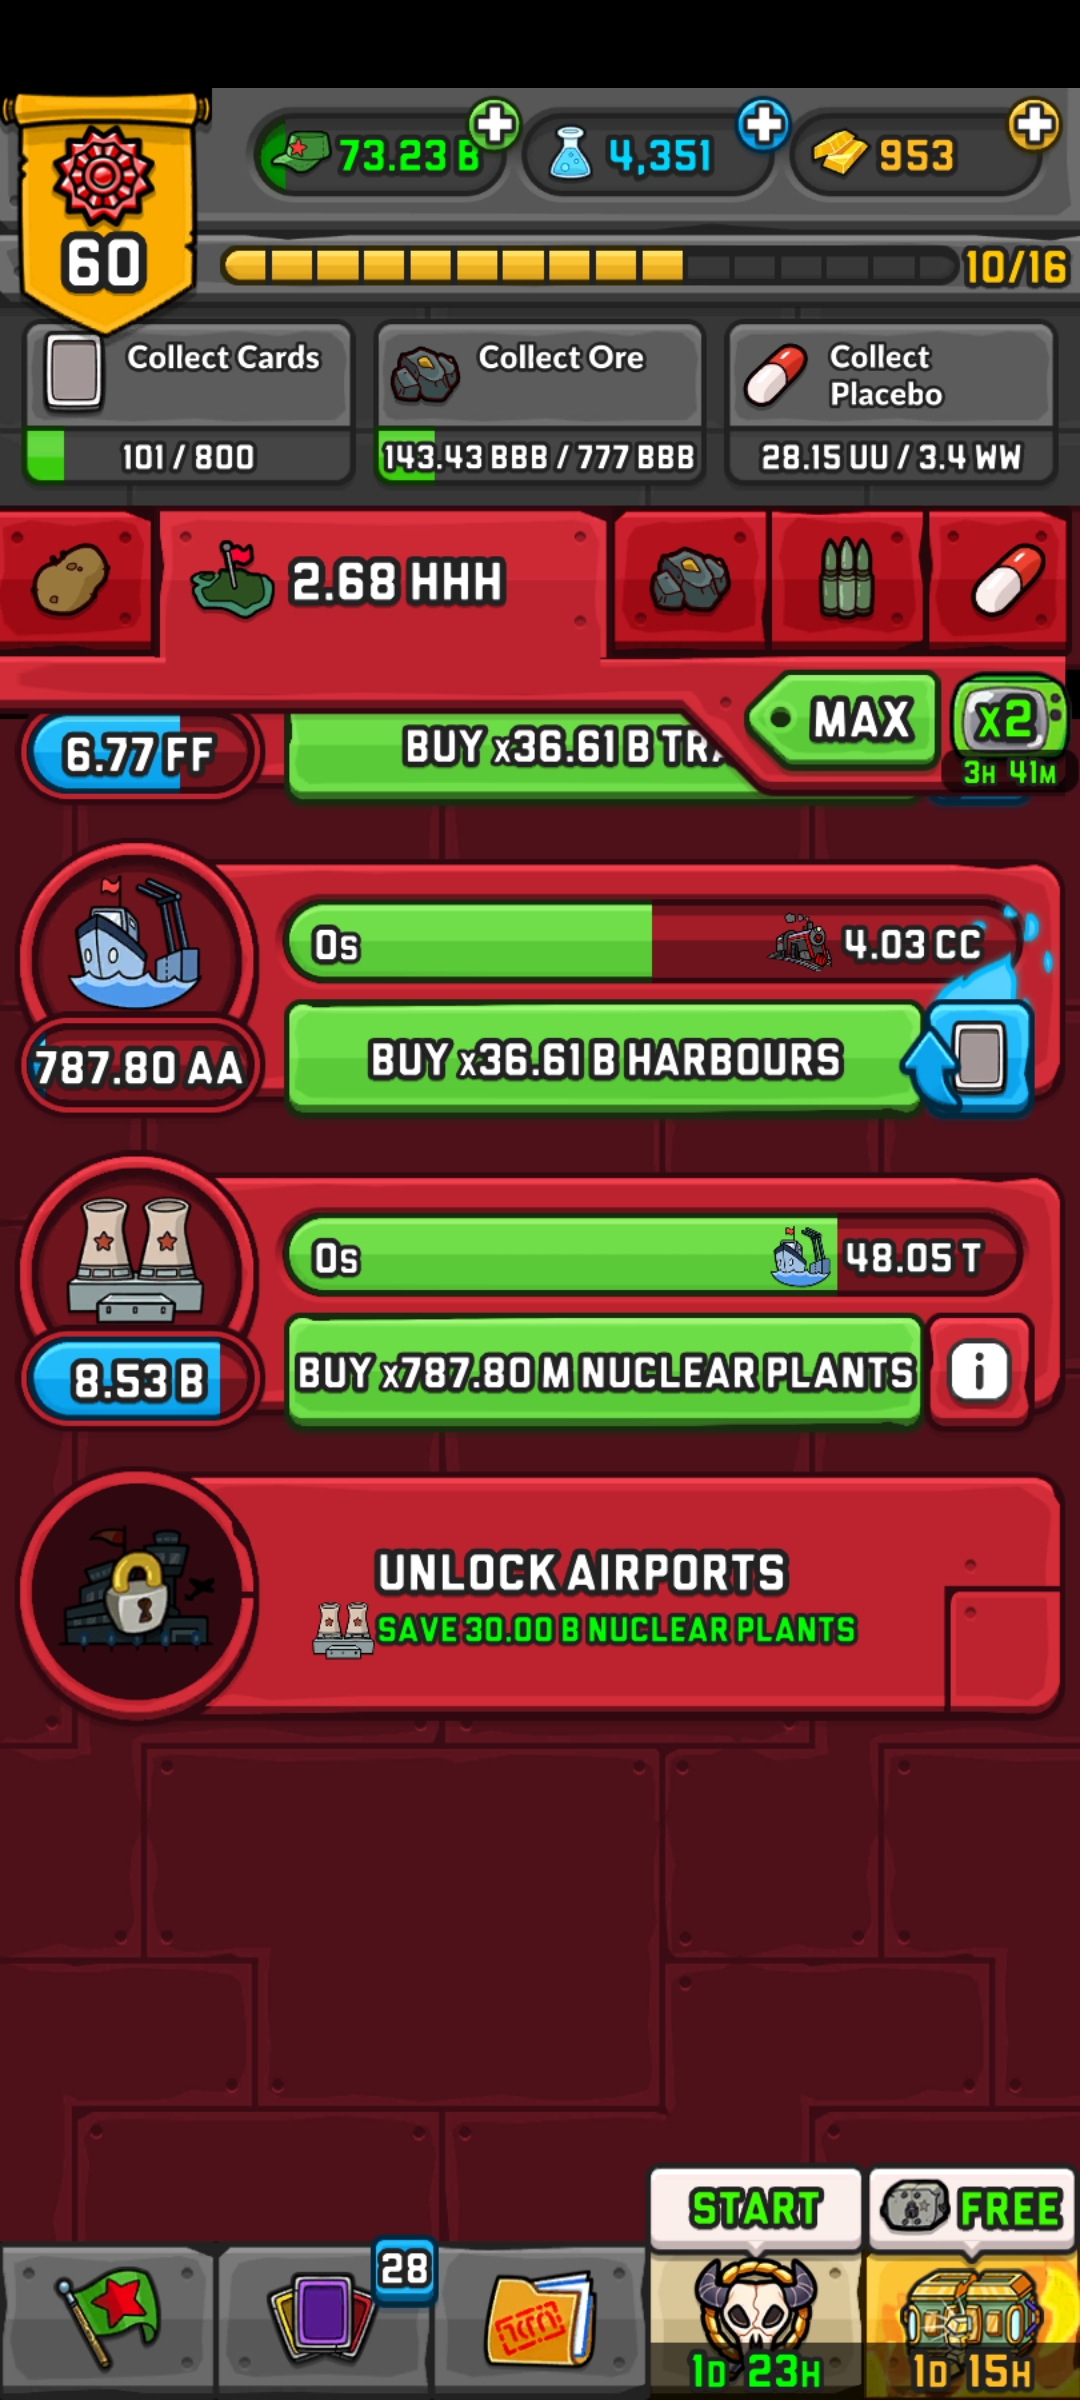 73.23 B
4,351
953
60
10/16
Collect Cards
101 / 800
Collect Ore
143.43 BBB / 777 BBB
Collect
Placebo
28.15 UU / 3.4 WW
2.68 HHH
MAX
x2
3H 41M
6.77 FF
BUY x36.61 B
0s
4.03 CC
787.80 AA
BUY x36.61 B HARBOURS
0s
48.05 T
8.53 B
BUY x787.80 M NUCLEAR PLANTS
i
UNLOCK AIRPORTS
SAVE 30.00 B NUCLEAR PLANTS
START
FREE
28
1D 23H
1D 15H